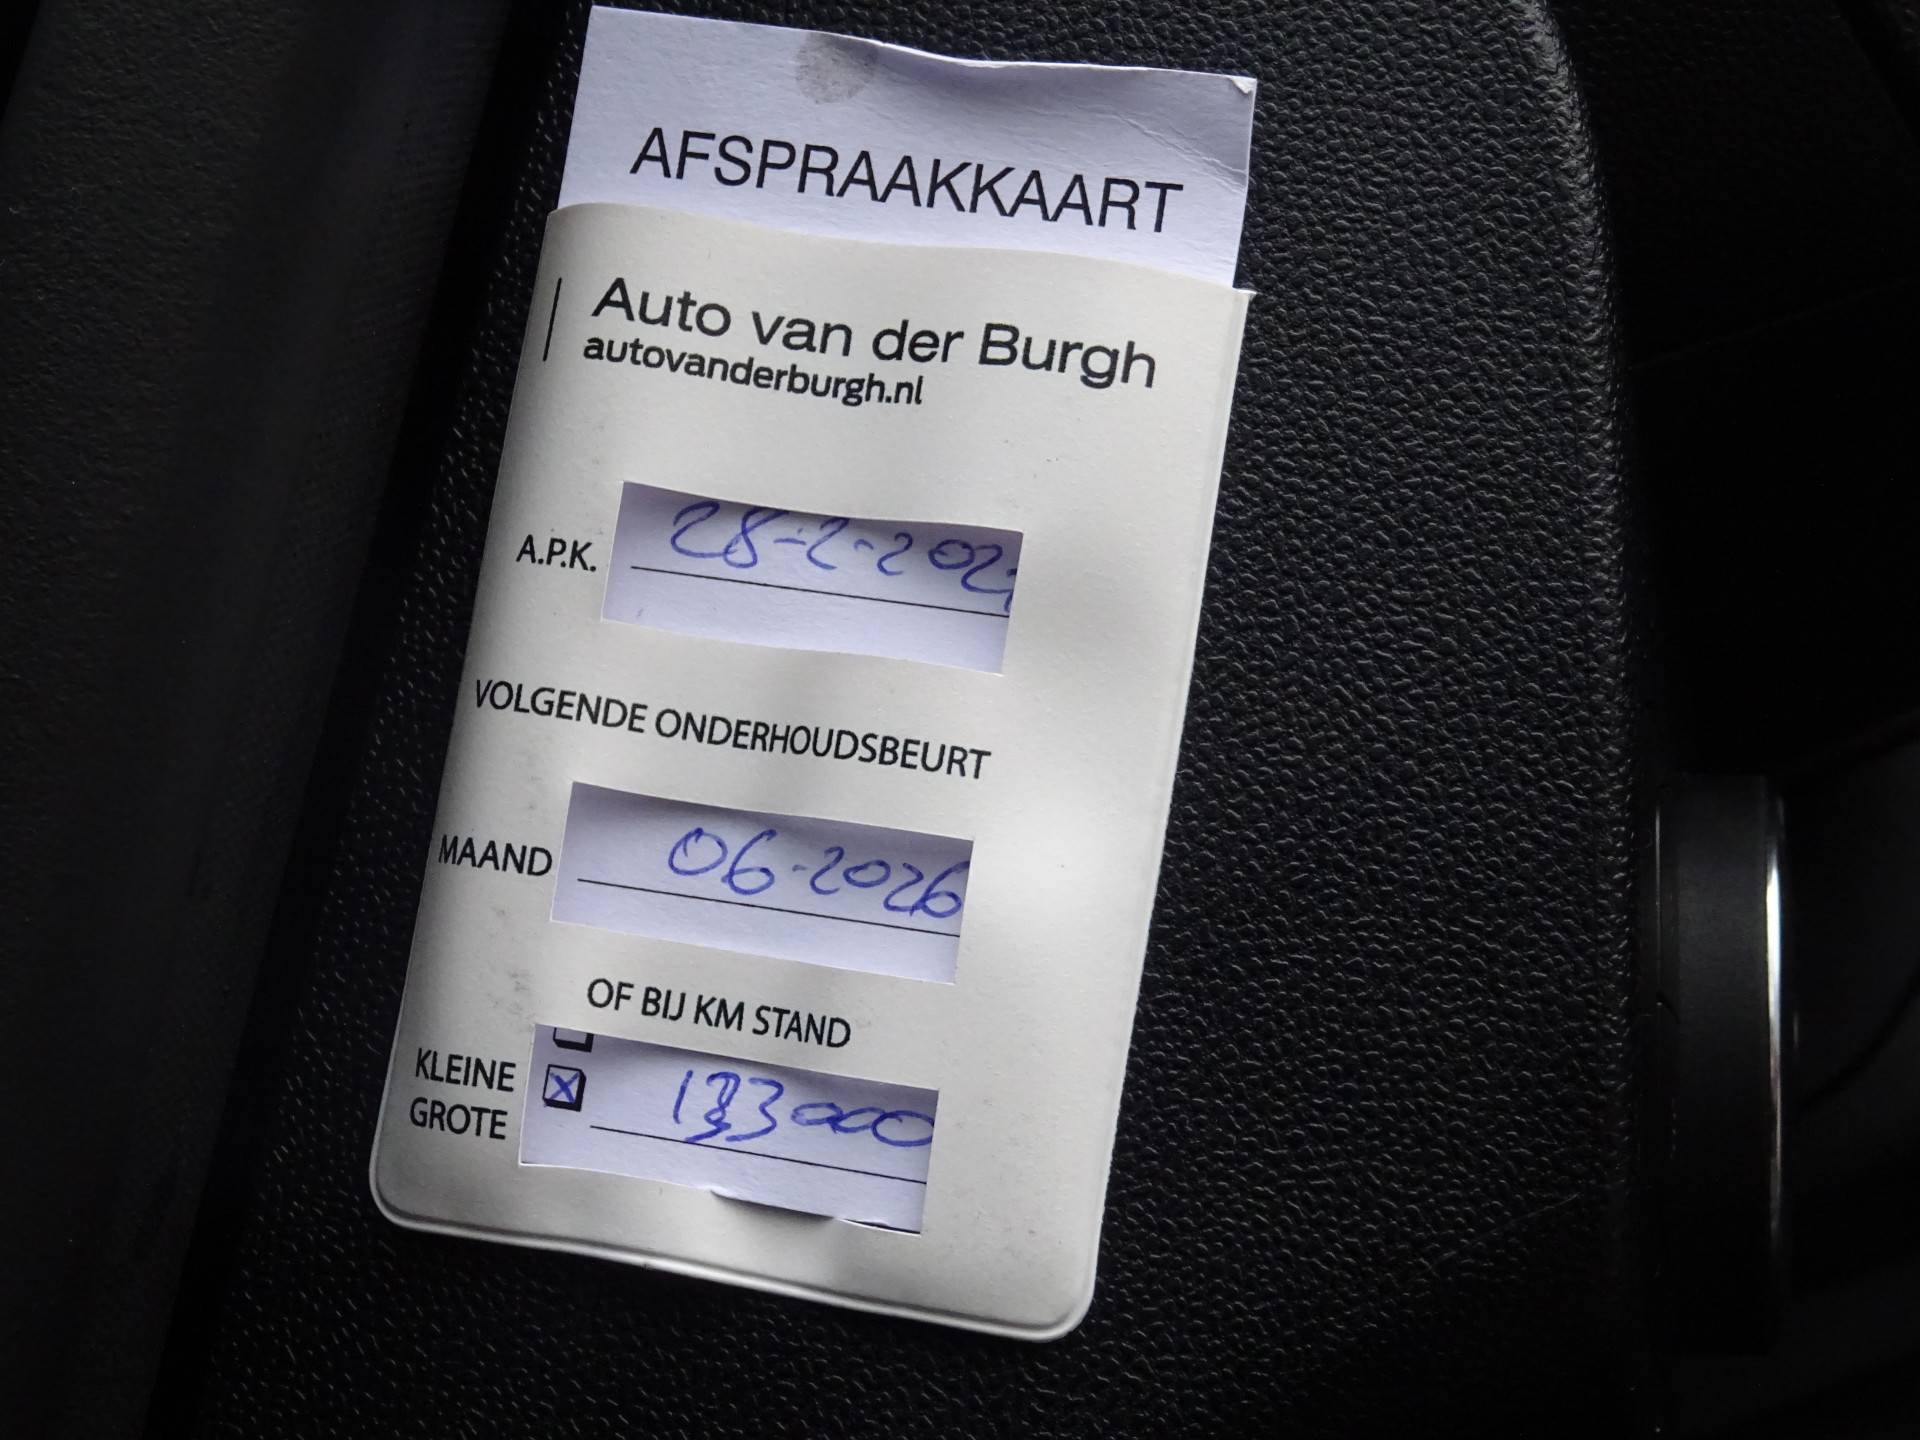 AFSPRAAKKAART
Auto van der Burgh
autovanderburgh.nl
A.P.K.
VOLGENDE ONDERHOUDSBEURT
MAAND 06-2026
OF BIJ KM STAND
KLEINE
GROTE 133000